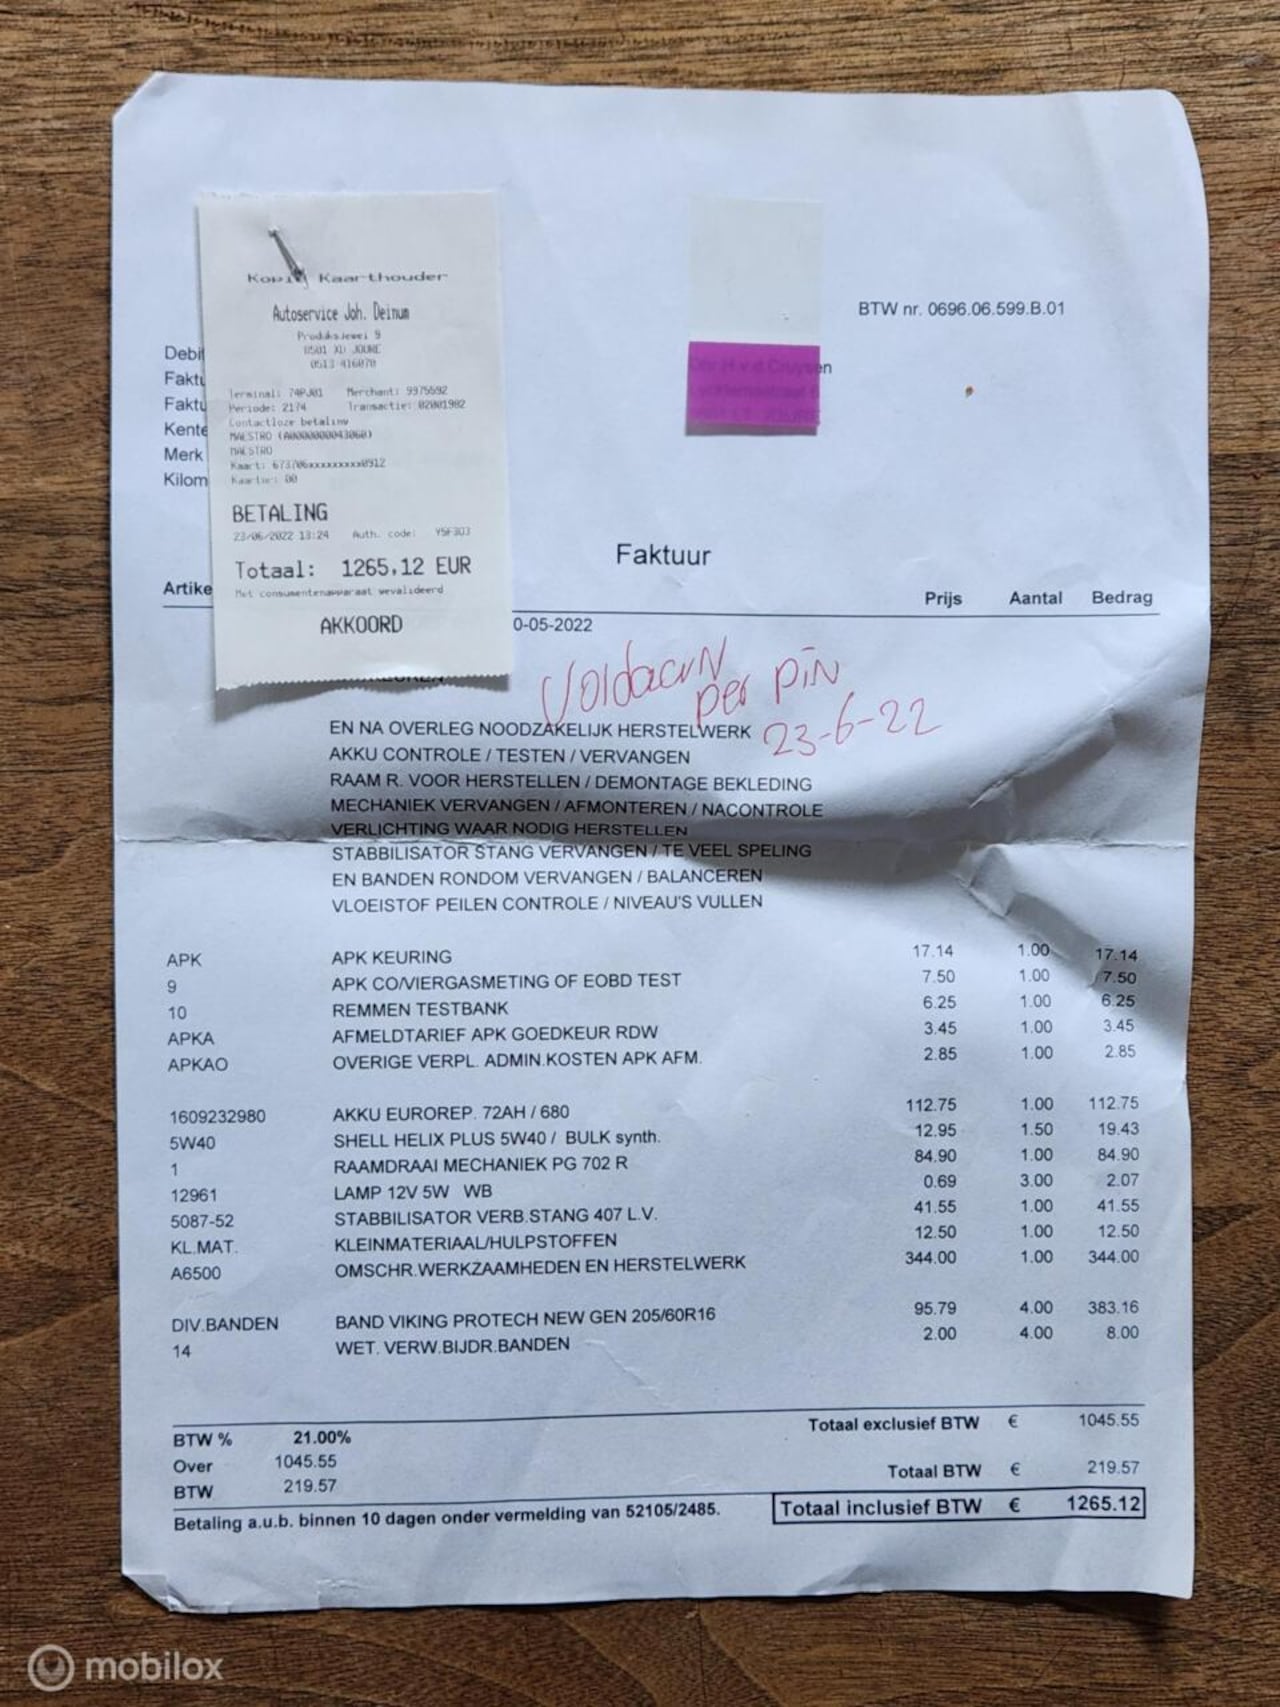 Kopie Kaarthouder
Autoservice Joh. Deinum
Produksjewei 9
8501 XD JOURE
0513 416070
Terminal: 74PJ01 Merchant: 9975592
Periode: 2174 Transactie: 02001982
Contactloze betaling
MAESTRO (A0000000043060)
MAESTRO
Kaart: 673706xxxxxxxxx0912
Kaartnr: 00
BETALING
23/06/2022 13:24 Auth. code: Y5F3U3
Totaal: 1265,12 EUR
Met consumentenapparaat gevalideerd
AKKOORD
BTW nr. 0696.06.599.B.01
v d Cruysen
Debi
Faktu
Faktu
Kente
Merk
Kilom
Faktuur
Artike Prijs Aantal Bedrag
0-05-2022
Voldaan
per pin
23-6-22
EN NA OVERLEG NOODZAKELIJK HERSTELWERK
AKKU CONTROLE / TESTEN / VERVANGEN
RAAM R. VOOR HERSTELLEN / DEMONTAGE BEKLEDING
MECHANIEK VERVANGEN / AFMONTEREN / NACONTROLE
VERLICHTING WAAR NODIG HERSTELLEN
STABBILISATOR STANG VERVANGEN / TE VEEL SPELING
EN BANDEN RONDOM VERVANGEN / BALANCEREN
VLOEISTOF PEILEN CONTROLE / NIVEAU'S VULLEN
APK APK KEURING 17.14 1.00 17.14
9 APK CO/VIERGASMETING OF EOBD TEST 7.50 1.00 7.50
10 REMMEN TESTBANK 6.25 1.00 6.25
APKA AFMELDTARIEF APK GOEDKEUR RDW 3.45 1.00 3.45
APKAO OVERIGE VERPL. ADMIN.KOSTEN APK AFM. 2.85 1.00 2.85
1609232980 AKKU EUROREP. 72AH / 680 112.75 1.00 112.75
5W40 SHELL HELIX PLUS 5W40 / BULK synth. 12.95 1.50 19.43
1 RAAMDRAAI MECHANIEK PG 702 R 84.90 1.00 84.90
12961 LAMP 12V 5W WB 0.69 3.00 2.07
5087-52 STABBILISATOR VERB.STANG 407 L.V. 41.55 1.00 41.55
KL.MAT. KLEINMATERIAAL/HULPSTOFFEN 12.50 1.00 12.50
A6500 OMSCHR.WERKZAAMHEDEN EN HERSTELWERK 344.00 1.00 344.00
DIV.BANDEN BAND VIKING PROTECH NEW GEN 205/60R16 95.79 4.00 383.16
14 WET. VERW.BIJDR.BANDEN 2.00 4.00 8.00
BTW % 21.00% Totaal exclusief BTW € 1045.55
Over 1045.55
BTW 219.57 Totaal BTW € 219.57
Betaling a.u.b. binnen 10 dagen onder vermelding van 52105/2485. Totaal inclusief BTW € 1265.12
mobilox